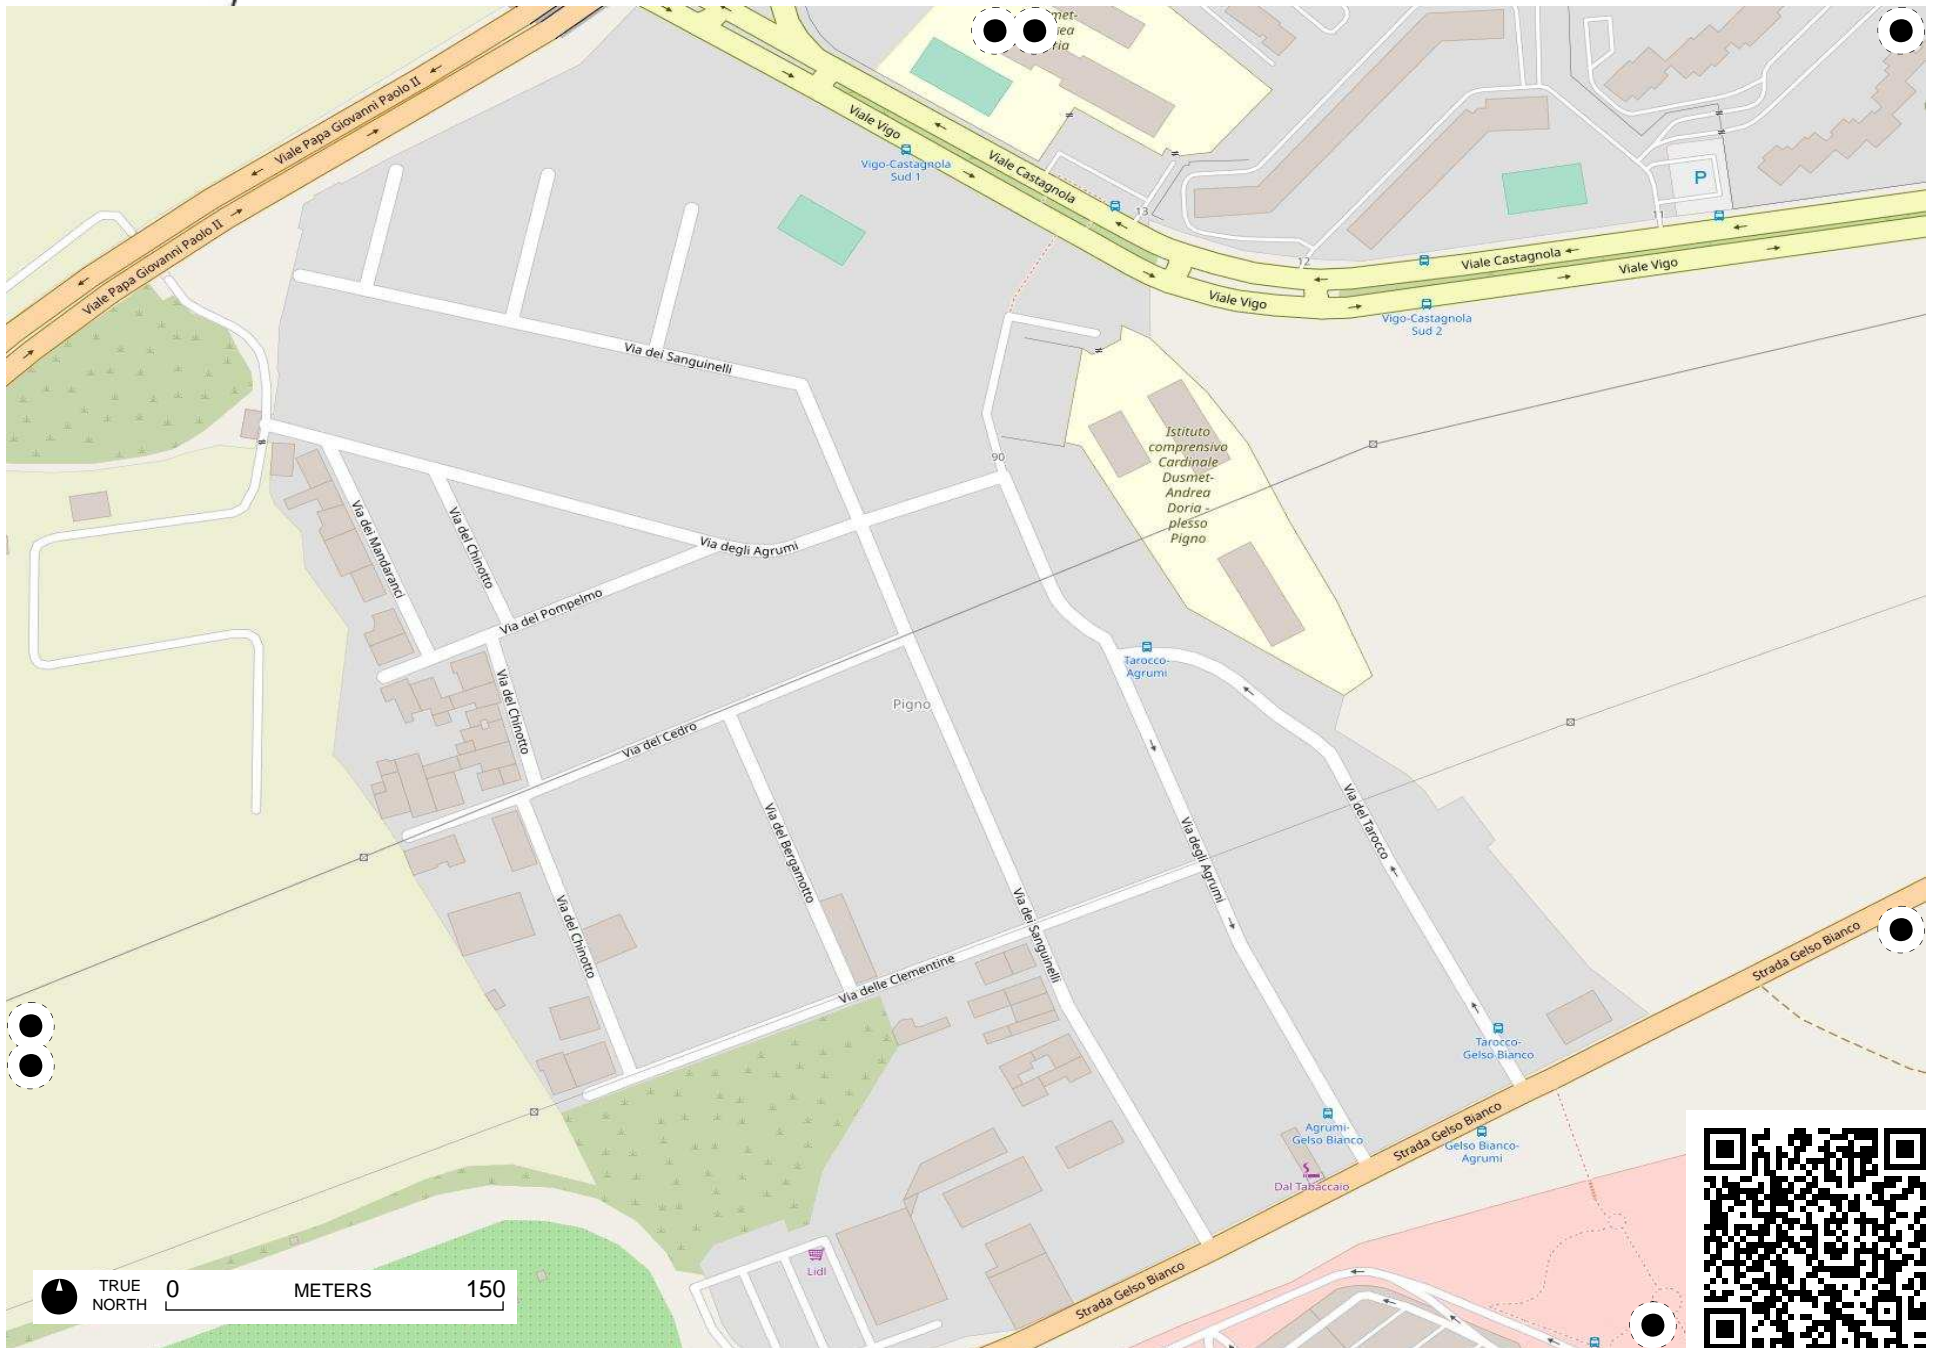 Viale Papa Giovanni Paolo II
Viale Papa Giovanni Paolo II
Viale Vigo
Vigo-Castagnola
Sud 1
Viale Castagnola
13
12
11
P
Viale Castagnola
Viale Vigo
Viale Vigo
Vigo-Castagnola
Sud 2
Via dei Sanguinelli
Istituto
comprensivo
Cardinale
Dusmet-
Andrea
Doria -
plesso
Pigno
90
Via dei Mandaranci
Via del Chinotto
Via degli Agrumi
Via del Pompelmo
Tarocco-
Agrumi
Via del Chinotto
Pigno
Via del Cedro
Via del Bergamotto
Via degli Agrumi
Via del Tarocco
Via del Chinotto
Via dei Sanguinelli
Via delle Clementine
Strada Gelso Bianco
Tarocco-
Gelso Bianco
Agrumi-
Gelso Bianco
Strada Gelso Bianco
Gelso Bianco-
Agrumi
Dal Tabaccaio
Lidl
Strada Gelso Bianco
TRUE
NORTH
0 METERS 150